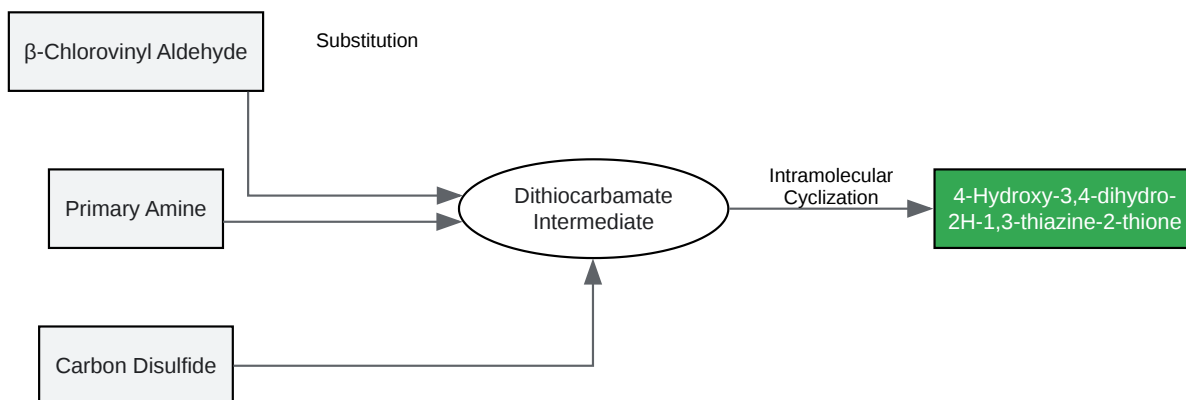 β-Chlorovinyl Aldehyde
Substitution
Primary Amine
Dithiocarbamate
Intermediate
Intramolecular
Cyclization
4-Hydroxy-3,4-dihydro-
2H-1,3-thiazine-2-thione
Carbon Disulfide